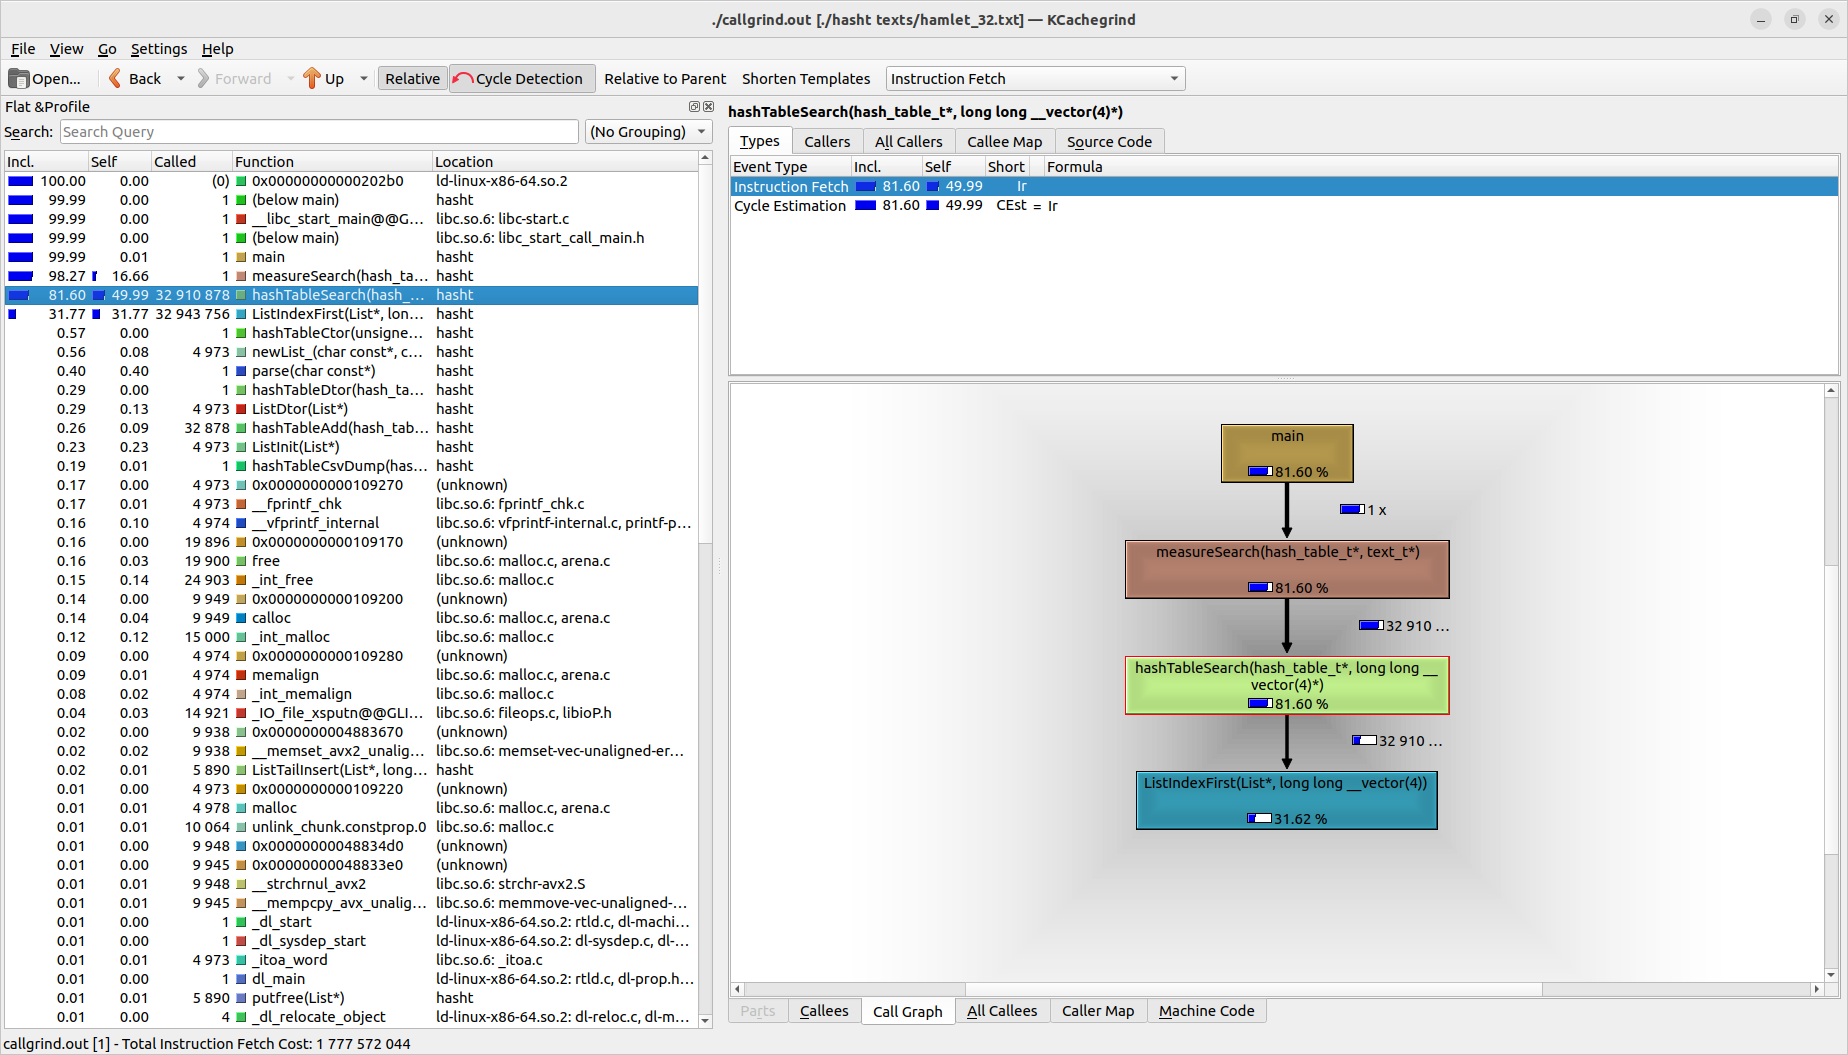 ./callgrind.out [./hasht texts/hamlet_32.txt] — KCachegrind
File View Go Settings Help
Open... Back Forward Up Relative Cycle Detection Relative to Parent Shorten Templates Instruction Fetch
Flat &Profile
Search: Search Query (No Grouping)
Incl. Self Called Function Location
100.00 0.00 (0) 0x00000000000202b0 ld-linux-x86-64.so.2
99.99 0.00 1 (below main) hasht
99.99 0.00 1 __libc_start_main@@GL... libc.so.6: libc-start.c
99.99 0.00 1 (below main) libc.so.6: libc_start_call_main.h
99.99 0.01 1 main hasht
98.27 16.66 1 measureSearch(hash_ta... hasht
81.60 49.99 32 910 878 hashTableSearch(hash_... hasht
31.77 31.77 32 943 756 ListIndexFirst(List*, lon... hasht
0.57 0.00 1 hashTableCtor(unsigne... hasht
0.56 0.08 4 973 newList_(char const*, c... hasht
0.40 0.40 1 parse(char const*) hasht
0.29 0.00 1 hashTableDtor(hash_ta... hasht
0.29 0.13 4 973 ListDtor(List*) hasht
0.26 0.09 32 878 hashTableAdd(hash_tab... hasht
0.23 0.23 4 973 ListInit(List*) hasht
0.19 0.01 1 hashTableCsvDump(has... hasht
0.17 0.00 4 973 0x0000000000109270 (unknown)
0.17 0.01 4 973 __fprintf_chk libc.so.6: fprintf_chk.c
0.16 0.10 4 974 __vfprintf_internal libc.so.6: vfprintf-internal.c, printf-p...
0.16 0.00 19 896 0x0000000000109170 (unknown)
0.16 0.03 19 900 free libc.so.6: malloc.c, arena.c
0.15 0.14 24 903 _int_free libc.so.6: malloc.c
0.14 0.00 9 949 0x0000000000109200 (unknown)
0.14 0.04 9 949 calloc libc.so.6: malloc.c, arena.c
0.12 0.12 15 000 _int_malloc libc.so.6: malloc.c
0.09 0.00 4 974 0x0000000000109280 (unknown)
0.09 0.01 4 974 memalign libc.so.6: malloc.c, arena.c
0.08 0.02 4 974 _int_memalign libc.so.6: malloc.c
0.04 0.03 14 921 _IO_file_xsputn@@GLI... libc.so.6: fileops.c, libioP.h
0.02 0.00 9 938 0x0000000004883670 (unknown)
0.02 0.02 9 938 __memset_avx2_unalig... libc.so.6: memset-vec-unaligned-er...
0.02 0.01 5 890 ListTailInsert(List*, long... hasht
0.01 0.00 4 973 0x0000000000109220 (unknown)
0.01 0.01 4 978 malloc libc.so.6: malloc.c, arena.c
0.01 0.01 10 064 unlink_chunk.constprop.0 libc.so.6: malloc.c
0.01 0.00 9 948 0x00000000048834d0 (unknown)
0.01 0.00 9 945 0x00000000048833e0 (unknown)
0.01 0.01 9 948 __strchrnul_avx2 libc.so.6: strchr-avx2.S
0.01 0.01 9 945 __mempcpy_avx_unalig... libc.so.6: memmove-vec-unaligned-...
0.01 0.00 1 _dl_start ld-linux-x86-64.so.2: rtld.c, dl-machi...
0.01 0.00 1 _dl_sysdep_start ld-linux-x86-64.so.2: dl-sysdep.c, dl-...
0.01 0.01 4 973 _itoa_word libc.so.6: _itoa.c
0.01 0.00 1 dl_main ld-linux-x86-64.so.2: rtld.c, dl-prop.h...
0.01 0.01 5 890 putfree(List*) hasht
0.01 0.00 4 _dl_relocate_object ld-linux-x86-64.so.2: dl-reloc.c, dl-m...
hashTableSearch(hash_table_t*, long long __vector(4)*)
Types Callers All Callers Callee Map Source Code
Event Type Incl. Self Short Formula
Instruction Fetch 81.60 49.99 Ir
Cycle Estimation 81.60 49.99 CEst = Ir
main
81.60 %
1 x
measureSearch(hash_table_t*, text_t*)
81.60 %
32 910 ...
hashTableSearch(hash_table_t*, long long __
vector(4)*)
81.60 %
32 910 ...
ListIndexFirst(List*, long long __vector(4))
31.62 %
Parts Callees Call Graph All Callees Caller Map Machine Code
callgrind.out [1] - Total Instruction Fetch Cost: 1 777 572 044